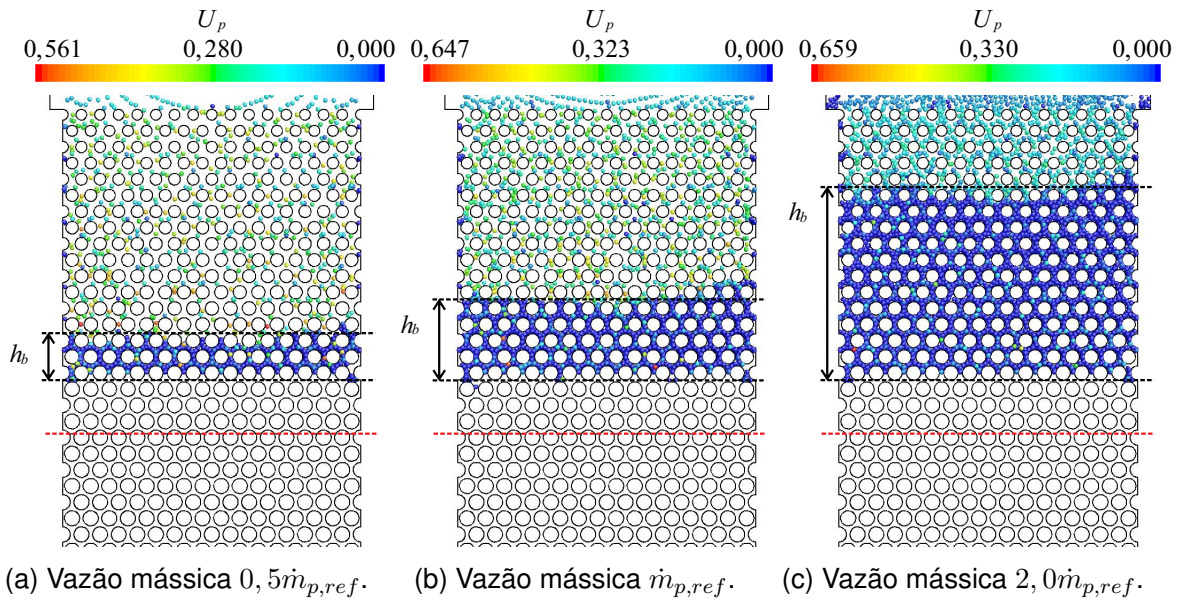 U_p
0,561 0,280 0,000
h_b
(a) Vazão mássica 0,5ṁ_{p,ref}.
U_p
0,647 0,323 0,000
h_b
(b) Vazão mássica ṁ_{p,ref}.
U_p
0,659 0,330 0,000
h_b
(c) Vazão mássica 2,0ṁ_{p,ref}.